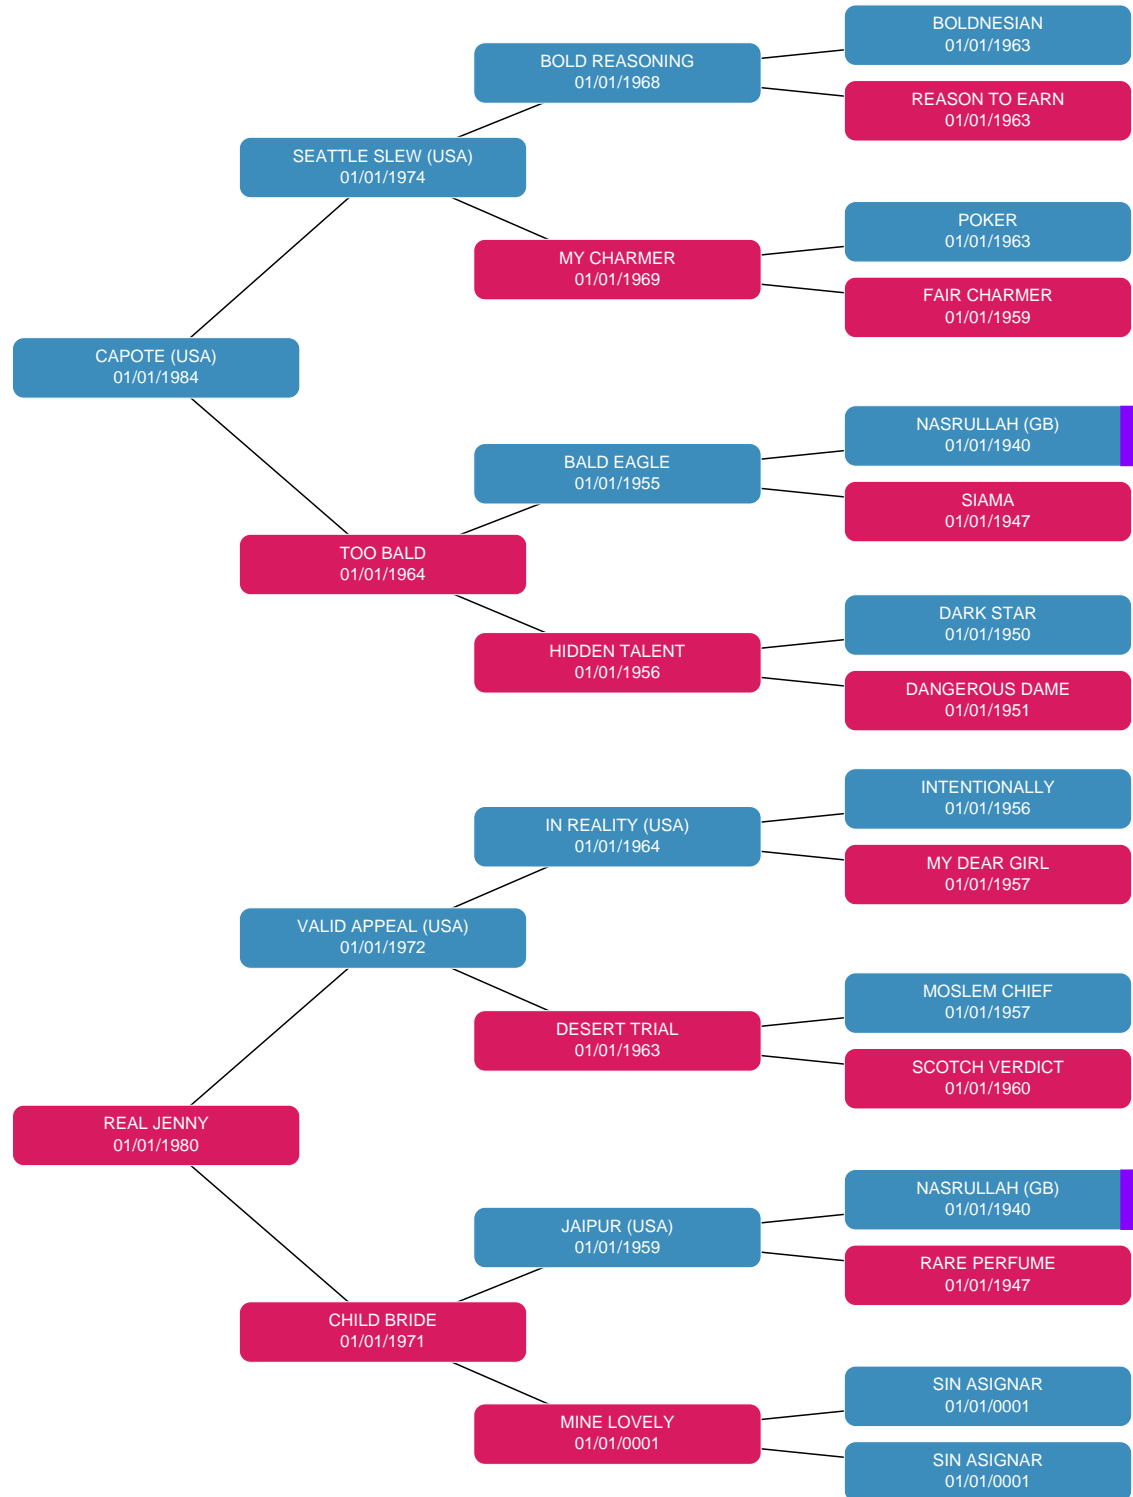 BOLDNESIAN
01/01/1963
BOLD REASONING
01/01/1968
REASON TO EARN
01/01/1963
SEATTLE SLEW (USA)
01/01/1974
POKER
01/01/1963
MY CHARMER
01/01/1969
FAIR CHARMER
01/01/1959
CAPOTE (USA)
01/01/1984
NASRULLAH (GB)
01/01/1940
BALD EAGLE
01/01/1955
SIAMA
01/01/1947
TOO BALD
01/01/1964
DARK STAR
01/01/1950
HIDDEN TALENT
01/01/1956
DANGEROUS DAME
01/01/1951
INTENTIONALLY
01/01/1956
IN REALITY (USA)
01/01/1964
MY DEAR GIRL
01/01/1957
VALID APPEAL (USA)
01/01/1972
MOSLEM CHIEF
01/01/1957
DESERT TRIAL
01/01/1963
SCOTCH VERDICT
01/01/1960
REAL JENNY
01/01/1980
NASRULLAH (GB)
01/01/1940
JAIPUR (USA)
01/01/1959
RARE PERFUME
01/01/1947
CHILD BRIDE
01/01/1971
SIN ASIGNAR
01/01/0001
MINE LOVELY
01/01/0001
SIN ASIGNAR
01/01/0001